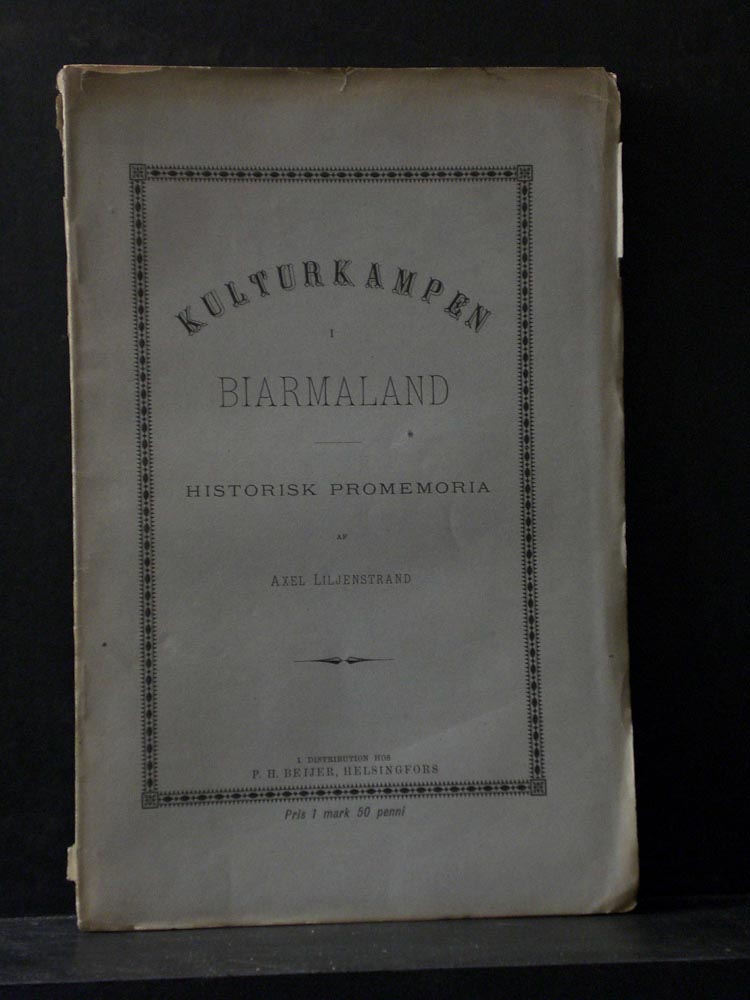 KULTURKAMPEN
I
BIARMALAND
HISTORISK PROMEMORIA
AF
AXEL LILJENSTRAND
I DISTRIBUTION HOS
P. H. BEIJER, HELSINGFORS
Pris 1 mark 50 penni